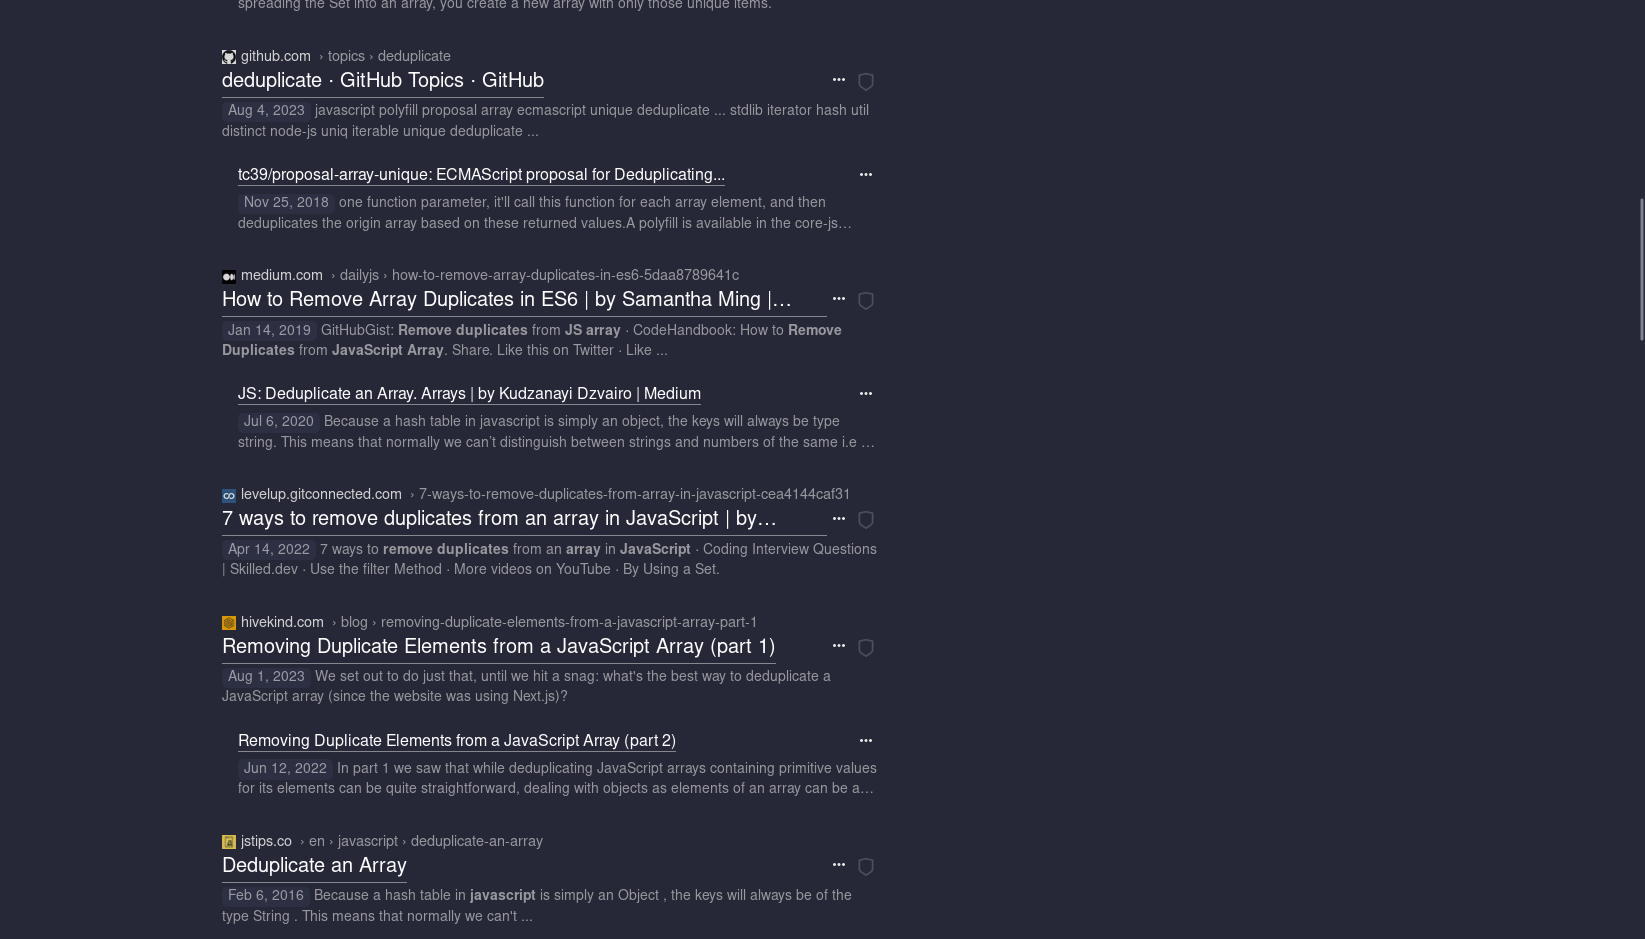 spreading the Set into an array, you create a new array with only those unique items.
github.com › topics › deduplicate
deduplicate · GitHub Topics · GitHub
Aug 4, 2023 javascript polyfill proposal array ecmascript unique deduplicate ... stdlib iterator hash util
distinct node-js uniq iterable unique deduplicate ...
tc39/proposal-array-unique: ECMAScript proposal for Deduplicating...
Nov 25, 2018 one function parameter, it'll call this function for each array element, and then
deduplicates the origin array based on these returned values.A polyfill is available in the core-js…
medium.com › dailyjs › how-to-remove-array-duplicates-in-es6-5daa8789641c
How to Remove Array Duplicates in ES6 | by Samantha Ming |…
Jan 14, 2019 GitHubGist: Remove duplicates from JS array · CodeHandbook: How to Remove
Duplicates from JavaScript Array. Share. Like this on Twitter · Like ...
JS: Deduplicate an Array. Arrays | by Kudzanayi Dzvairo | Medium
Jul 6, 2020 Because a hash table in javascript is simply an object, the keys will always be type
string. This means that normally we can’t distinguish between strings and numbers of the same i.e …
levelup.gitconnected.com › 7-ways-to-remove-duplicates-from-array-in-javascript-cea4144caf31
7 ways to remove duplicates from an array in JavaScript | by…
Apr 14, 2022 7 ways to remove duplicates from an array in JavaScript · Coding Interview Questions
| Skilled.dev · Use the filter Method · More videos on YouTube · By Using a Set.
hivekind.com › blog › removing-duplicate-elements-from-a-javascript-array-part-1
Removing Duplicate Elements from a JavaScript Array (part 1)
Aug 1, 2023 We set out to do just that, until we hit a snag: what's the best way to deduplicate a
JavaScript array (since the website was using Next.js)?
Removing Duplicate Elements from a JavaScript Array (part 2)
Jun 12, 2022 In part 1 we saw that while deduplicating JavaScript arrays containing primitive values
for its elements can be quite straightforward, dealing with objects as elements of an array can be a…
jstips.co › en › javascript › deduplicate-an-array
Deduplicate an Array
Feb 6, 2016 Because a hash table in javascript is simply an Object , the keys will always be of the
type String . This means that normally we can't ...